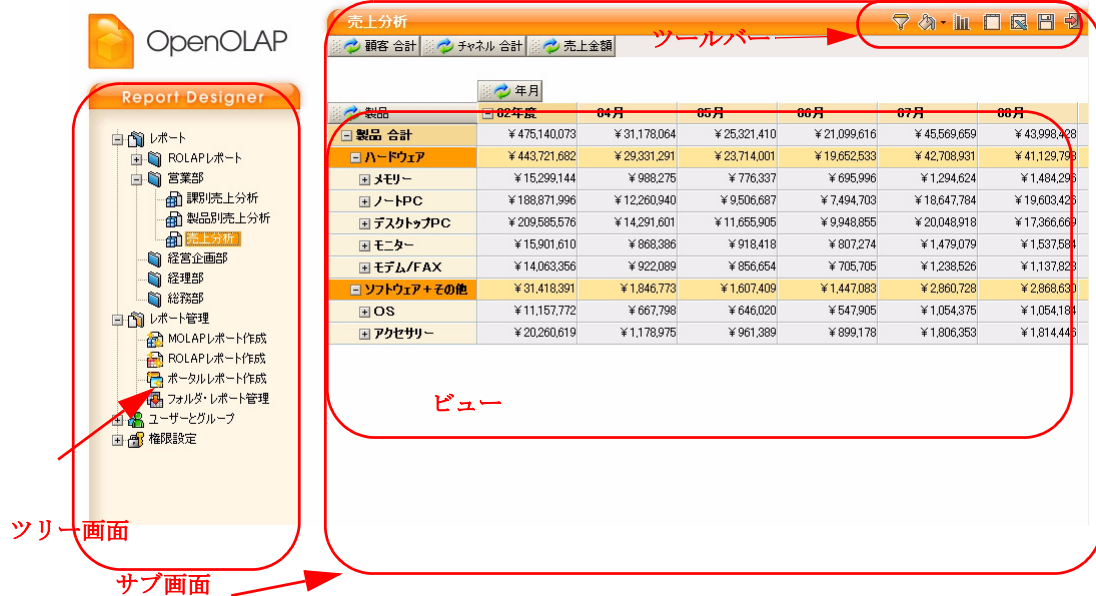 OpenOLAP
Report Designer
レポート
ROLAPレポート
営業部
課別売上分析
製品別売上分析
売上分析
経営企画部
経理部
総務部
レポート管理
MOLAPレポート作成
ROLAPレポート作成
ポータルレポート作成
フォルダ・レポート管理
ユーザーとグループ
権限設定
ツリー画面
サブ画面
売上分析
ツールバー
顧客 合計 チャネル 合計 売上金額
年月
製品 02年度 04月 05月 06月 07月 08月
製品 合計 ¥475,140,073 ¥31,178,064 ¥25,321,410 ¥21,099,616 ¥45,569,659 ¥43,998,428
ハードウェア ¥443,721,682 ¥29,331,291 ¥23,714,001 ¥19,652,533 ¥42,708,931 ¥41,129,798
メモリー ¥15,299,144 ¥988,275 ¥776,337 ¥695,996 ¥1,294,624 ¥1,484,296
ノートPC ¥188,871,996 ¥12,260,940 ¥9,506,687 ¥7,494,703 ¥18,647,784 ¥19,603,426
デスクトップPC ¥209,585,576 ¥14,291,601 ¥11,655,905 ¥9,948,855 ¥20,048,918 ¥17,366,669
モニター ¥15,901,610 ¥868,386 ¥918,418 ¥807,274 ¥1,479,079 ¥1,537,584
モデム/FAX ¥14,063,356 ¥922,089 ¥856,654 ¥705,705 ¥1,238,526 ¥1,137,823
ソフトウェア+その他 ¥31,418,391 ¥1,846,773 ¥1,607,409 ¥1,447,083 ¥2,860,728 ¥2,868,630
OS ¥11,157,772 ¥667,798 ¥646,020 ¥547,905 ¥1,054,375 ¥1,054,184
アクセサリー ¥20,260,619 ¥1,178,975 ¥961,389 ¥899,178 ¥1,806,353 ¥1,814,446
ビュー